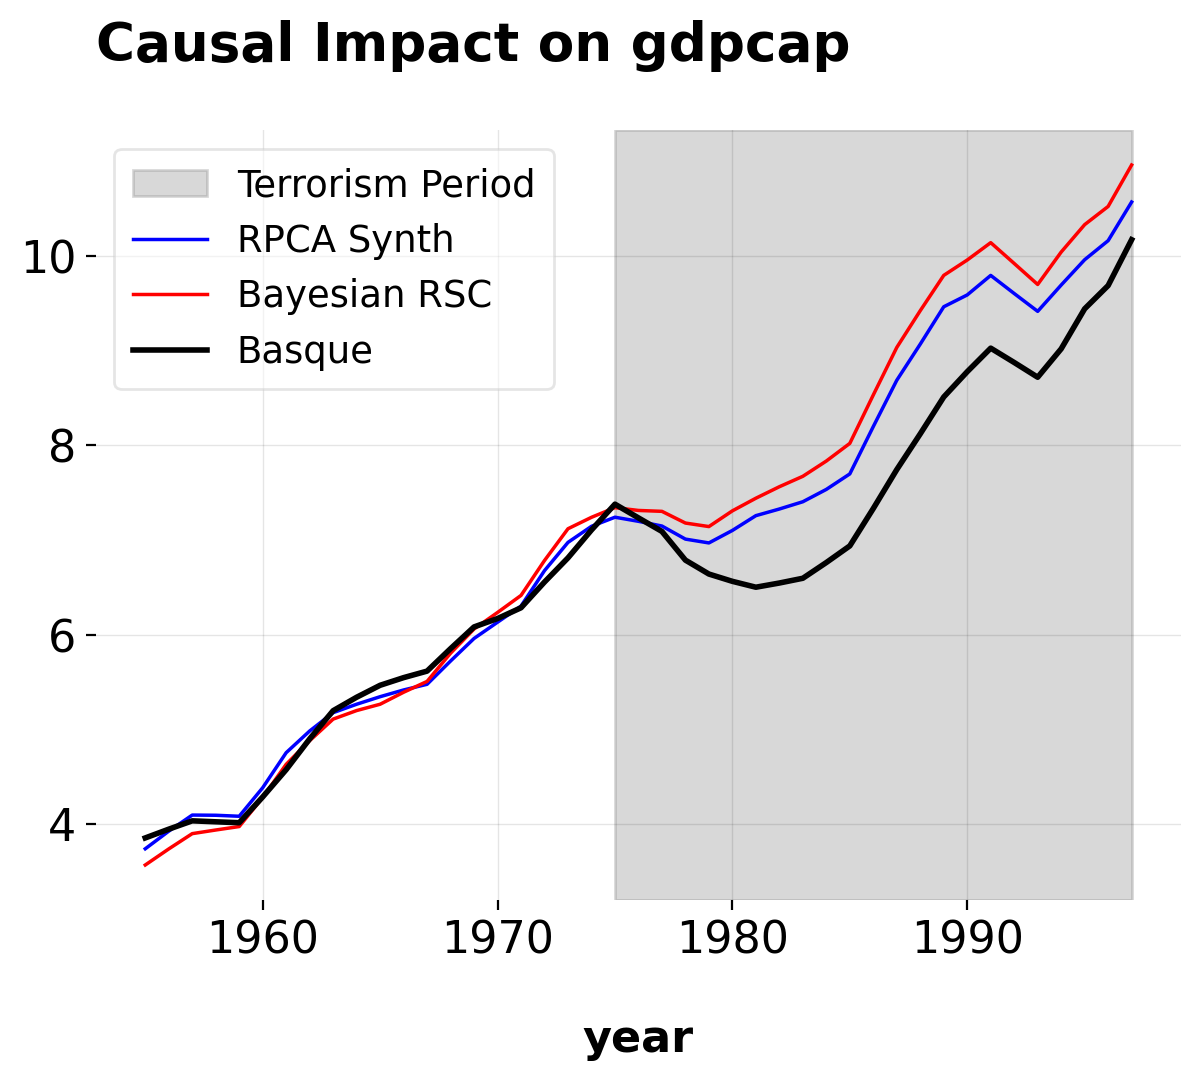 Causal Impact on gdpcap
Terrorism Period
RPCA Synth
Bayesian RSC
Basque
10
8
6
4
1960 1970 1980 1990
year